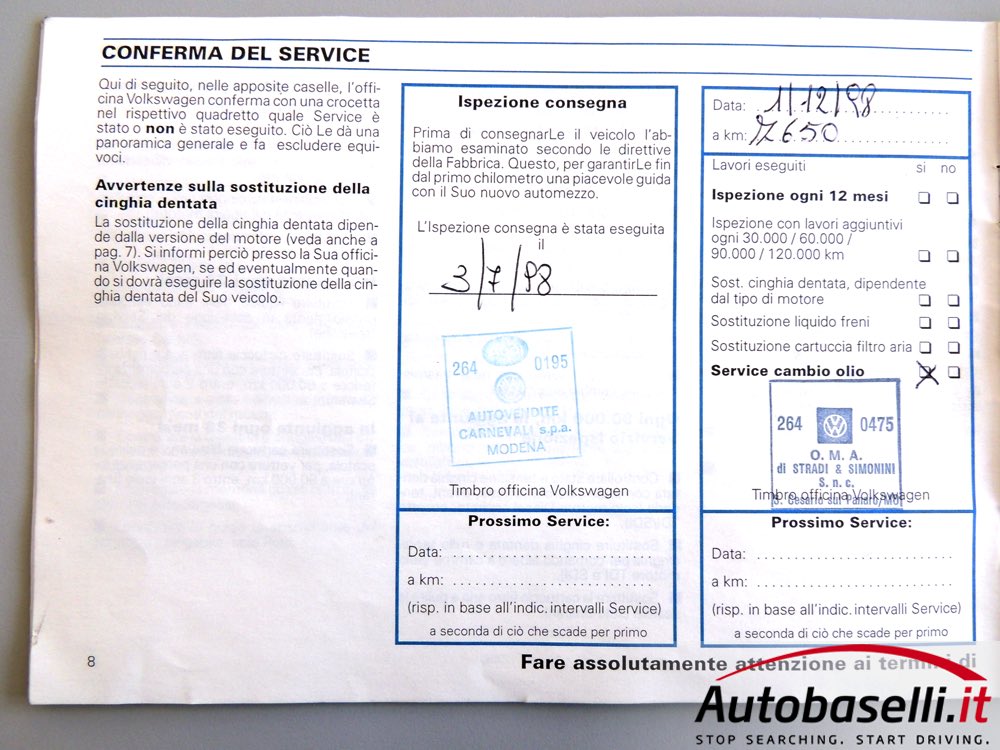 CONFERMA DEL SERVICE
Qui di seguito, nelle apposite caselle, l'offi-
cina Volkswagen conferma con una crocetta
nel rispettivo quadretto quale Service è
stato o non è stato eseguito. Ciò Le dà una
panoramica generale e fa escludere equi-
voci.
Avvertenze sulla sostituzione della
cinghia dentata
La sostituzione della cinghia dentata dipen-
de dalla versione del motore (veda anche a
pag. 7). Si informi perciò presso la Sua offici-
na Volkswagen, se ed eventualmente quan-
do si dovrà eseguire la sostituzione della cin-
ghia dentata del Suo veicolo.
8
Ispezione consegna
Prima di consegnarLe il veicolo l'ab-
biamo esaminato secondo le direttive
della Fabbrica. Questo, per garantirLe fin
dal primo chilometro una piacevole guida
con il Suo nuovo automezzo.
L'Ispezione consegna è stata eseguita
il
3/7/98
264 0195
AUTOVENDITE
CARNEVALI s.p.a.
MODENA
Timbro officina Volkswagen
Prossimo Service:
Data: ........................
a km: ........................
(risp. in base all'indic. intervalli Service)
a seconda di ciò che scade per primo
Data: 1/12/98
a km: 17650
Lavori eseguiti si no
Ispezione ogni 12 mesi
Ispezione con lavori aggiuntivi
ogni 30.000 / 60.000 /
90.000 / 120.000 km
Sost. cinghia dentata, dipendente
dal tipo di motore
Sostituzione liquido freni
Sostituzione cartuccia filtro aria
Service cambio olio
264 0475
O. M. A.
di STRADI & SIMONINI
S. n. c.
S. Cesario sul Panaro/MO
Timbro officina Volkswagen
Prossimo Service:
Data: ........................
a km: ........................
(risp. in base all'indic. intervalli Service)
a seconda di ciò che scade per primo
Fare assolutamente attenzione ai termini di
Autobaselli.it
STOP SEARCHING. START DRIVING.